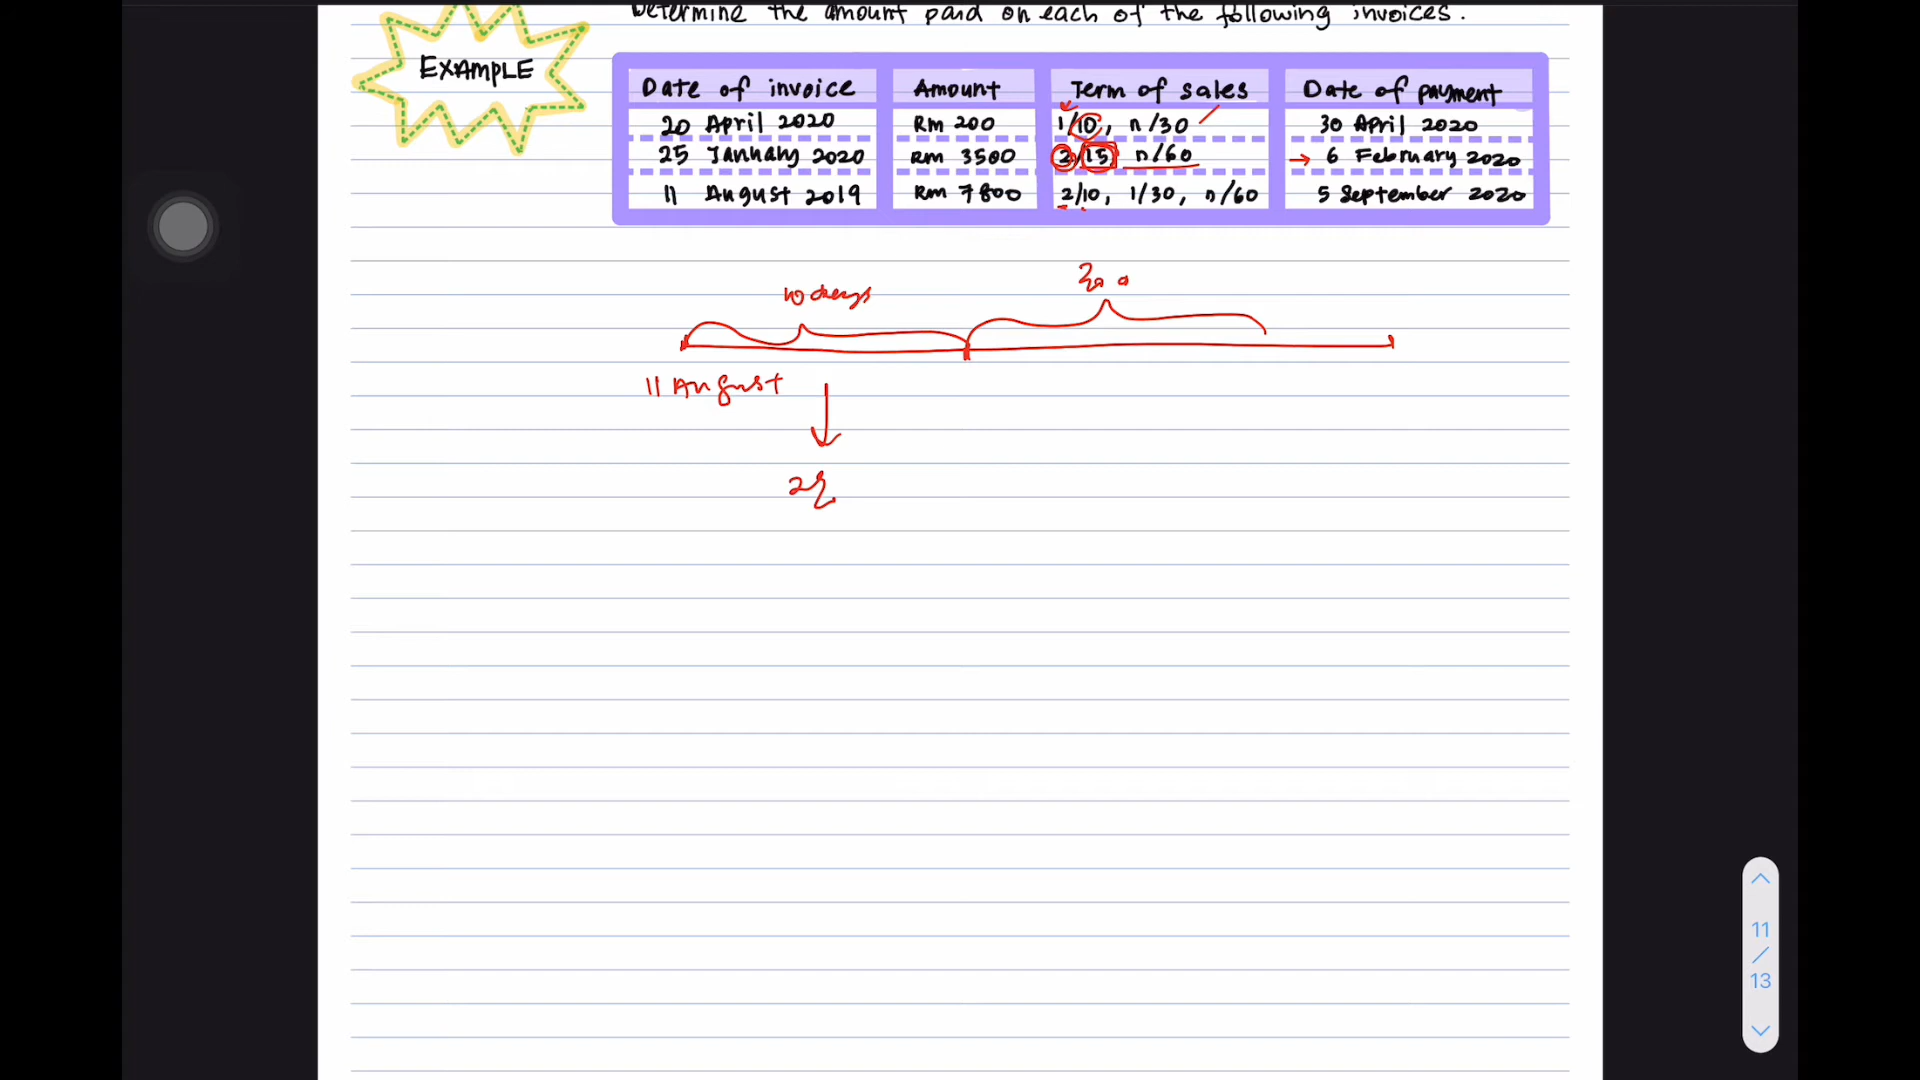 Determine the amount paid on each of the following invoices.
EXAMPLE
Date of invoice Amount Term of sales Date of payment
20 April 2020 Rm 200 1/10, n/30 30 April 2020
25 January 2020 Rm 3500 2/15 n/60 → 6 February 2020
11 August 2019 Rm 7800 2/10, 1/30, n/60 5 September 2020
10 days
11 August
2%
11
/
13